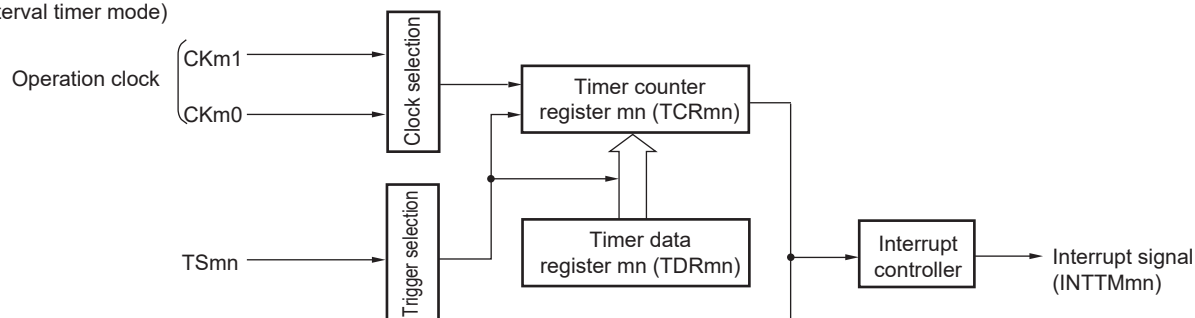 erval timer mode)
CKm1
Operation clock
CKm0
Clock selection
Timer counter
register mn (TCRmn)
TSmn
Trigger selection
Timer data
register mn (TDRmn)
Interrupt
controller
Interrupt signal
(INTTMmn)